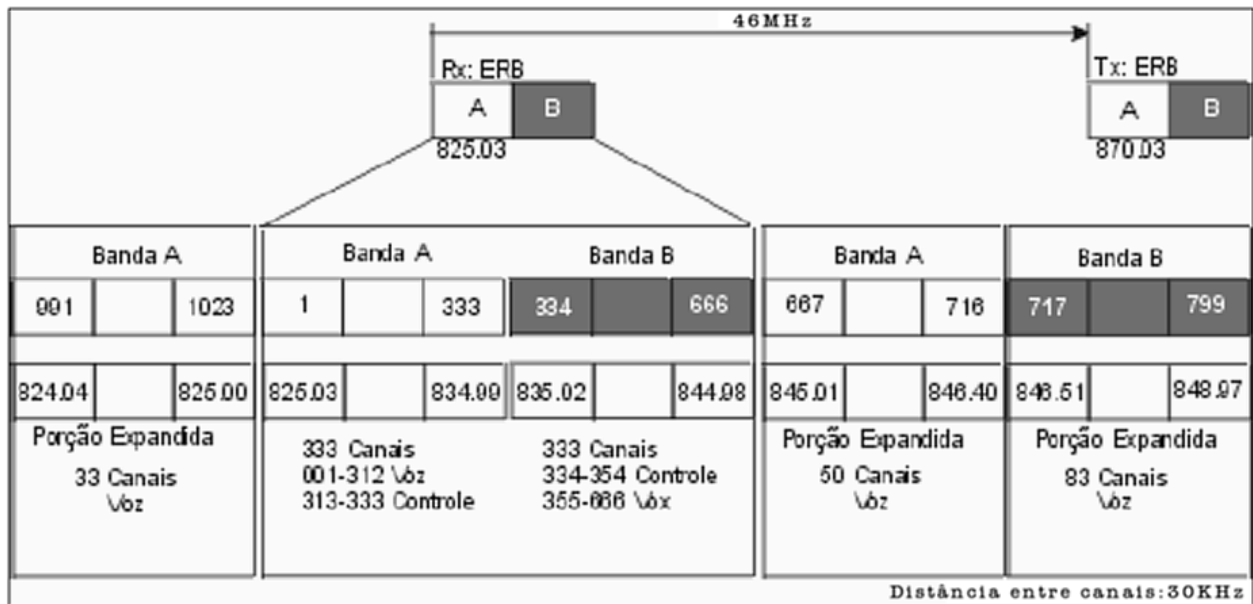 46MHz
Rx: ERB
Tx: ERB
A B
A B
825.03
870.03
Banda A
Banda A
Banda B
Banda A
Banda B
991 1023
1 333
334 666
667 716
717 799
824.04 825.00
825.03 834.99
835.02 844.98
845.01 846.40
846.51 848.97
Porção Expandida
33 Canais
Voz
333 Canais
001-312 Vóz
313-333 Controle
333 Canais
334-354 Controle
355-666 Vóx
Porção Expandida
50 Canais
Voz
Porção Expandida
83 Canais
Voz
Distância entre canais:30KHz